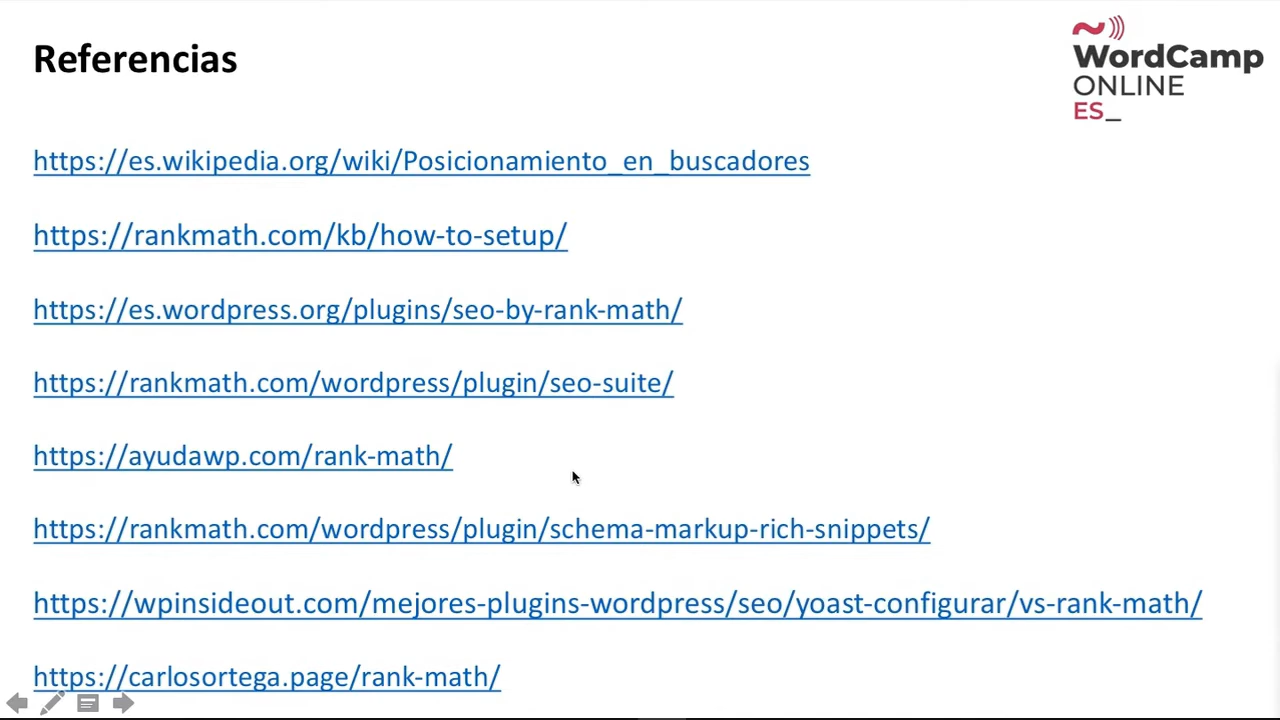 Referencias
WordCamp
ONLINE
ES_
https://es.wikipedia.org/wiki/Posicionamiento_en_buscadores
https://rankmath.com/kb/how-to-setup/
https://es.wordpress.org/plugins/seo-by-rank-math/
https://rankmath.com/wordpress/plugin/seo-suite/
https://ayudawp.com/rank-math/
https://rankmath.com/wordpress/plugin/schema-markup-rich-snippets/
https://wpinsideout.com/mejores-plugins-wordpress/seo/yoast-configurar/vs-rank-math/
https://carlosortega.page/rank-math/